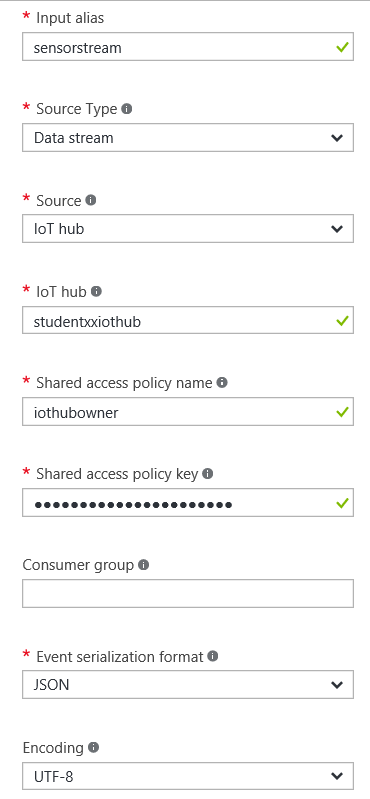 * Input alias
sensorstream
* Source Type
Data stream
* Source
IoT hub
* IoT hub
studentxxiothub
* Shared access policy name
iothubowner
* Shared access policy key
●●●●●●●●●●●●●●●●●●●●●●
Consumer group
* Event serialization format
JSON
Encoding
UTF-8